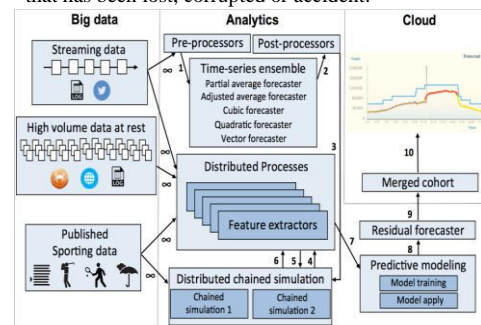 that has been lost, corrupted or accident.
Big data
Analytics
Cloud
Streaming data
LOG
High volume data at rest
LOG
Published
Sporting data
Pre-processors
Post-processors
∞
1
2
Time-series ensemble
Partial average forecaster
Adjusted average forecaster
Cubic forecaster
Quadratic forecaster
Vector forecaster
∞
∞
∞
∞
3
Distributed Processes
Feature extractors
6
5
4
7
Distributed chained simulation
Chained
simulation 1
Chained
simulation 2
10
Merged cohort
9
Residual forecaster
8
Predictive modeling
Model training
Model apply